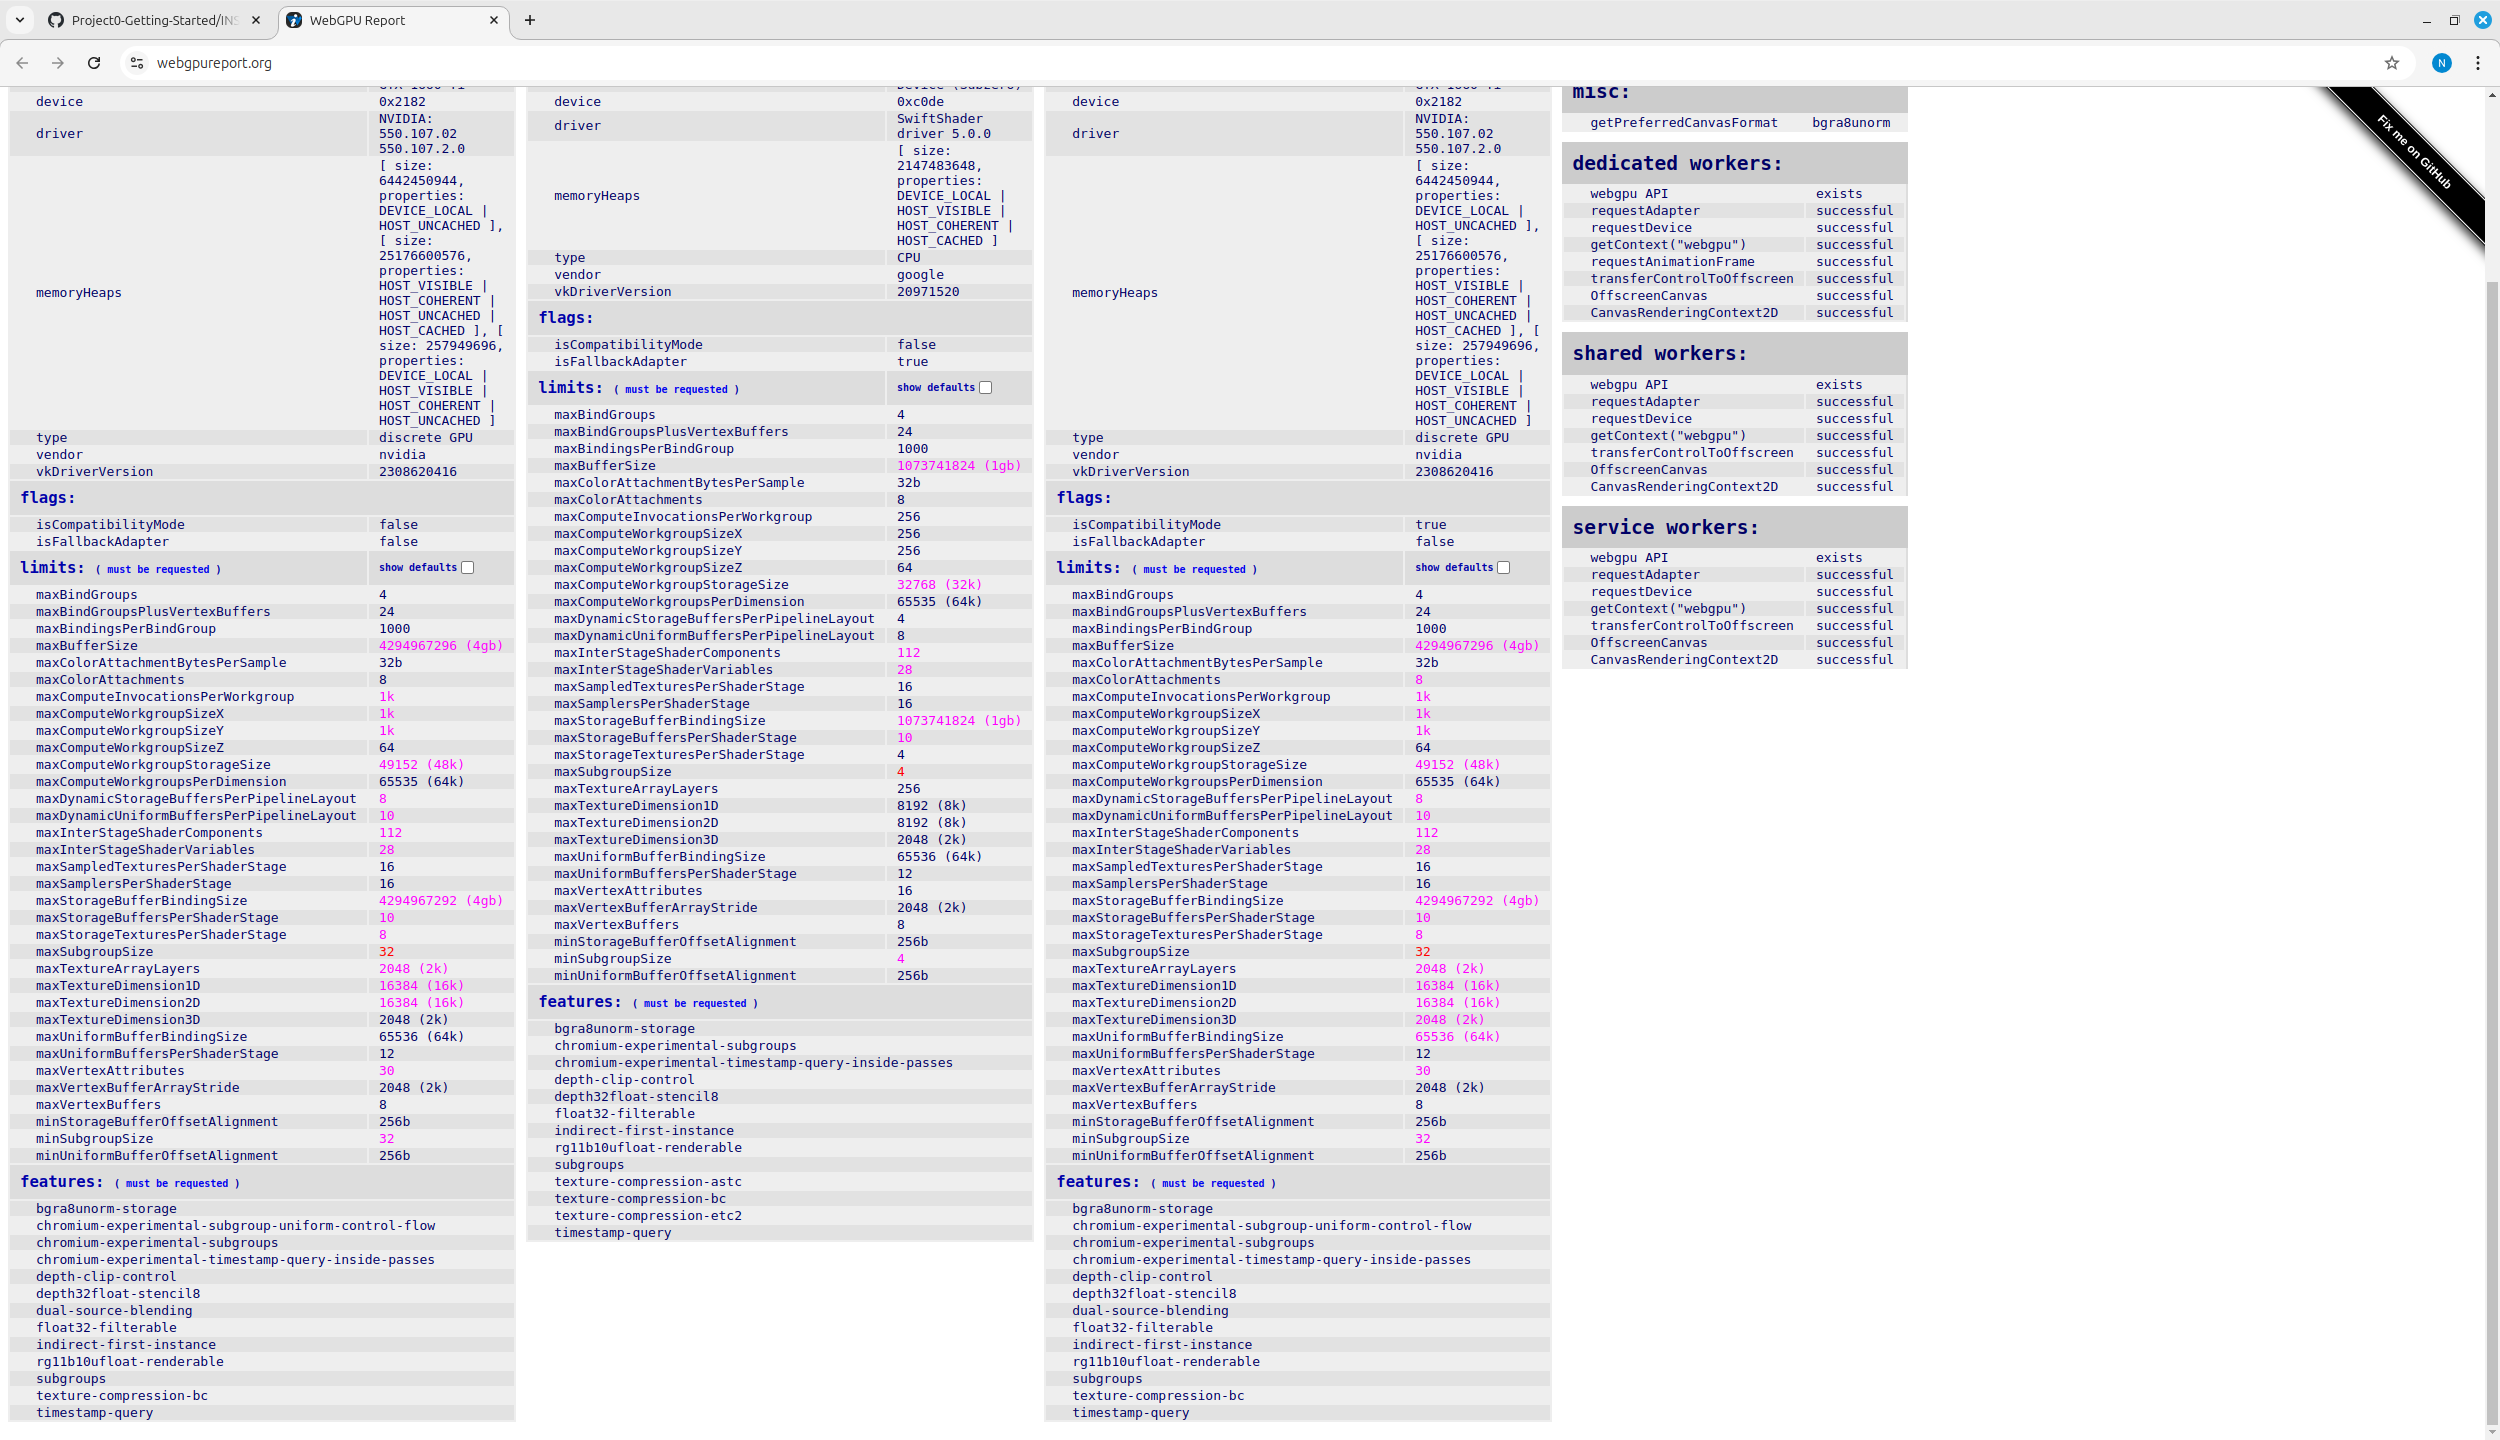 Project0-Getting-Started/INS
WebGPU Report
webgpureport.org
N
Fix me on GitHub
device 0x2182
driver NVIDIA:
550.107.02
550.107.2.0
memoryHeaps [ size:
6442450944,
properties:
DEVICE_LOCAL |
HOST_UNCACHED ],
[ size:
25176600576,
properties:
HOST_VISIBLE |
HOST_COHERENT |
HOST_UNCACHED |
HOST_CACHED ], [
size: 257949696,
properties:
DEVICE_LOCAL |
HOST_VISIBLE |
HOST_COHERENT |
HOST_UNCACHED ]
type discrete GPU
vendor nvidia
vkDriverVersion 2308620416
flags:
isCompatibilityMode false
isFallbackAdapter false
limits: ( must be requested ) show defaults
maxBindGroups 4
maxBindGroupsPlusVertexBuffers 24
maxBindingsPerBindGroup 1000
maxBufferSize 4294967296 (4gb)
maxColorAttachmentBytesPerSample 32b
maxColorAttachments 8
maxComputeInvocationsPerWorkgroup 1k
maxComputeWorkgroupSizeX 1k
maxComputeWorkgroupSizeY 1k
maxComputeWorkgroupSizeZ 64
maxComputeWorkgroupStorageSize 49152 (48k)
maxComputeWorkgroupsPerDimension 65535 (64k)
maxDynamicStorageBuffersPerPipelineLayout 8
maxDynamicUniformBuffersPerPipelineLayout 10
maxInterStageShaderComponents 112
maxInterStageShaderVariables 28
maxSampledTexturesPerShaderStage 16
maxSamplersPerShaderStage 16
maxStorageBufferBindingSize 4294967292 (4gb)
maxStorageBuffersPerShaderStage 10
maxStorageTexturesPerShaderStage 8
maxSubgroupSize 32
maxTextureArrayLayers 2048 (2k)
maxTextureDimension1D 16384 (16k)
maxTextureDimension2D 16384 (16k)
maxTextureDimension3D 2048 (2k)
maxUniformBufferBindingSize 65536 (64k)
maxUniformBuffersPerShaderStage 12
maxVertexAttributes 30
maxVertexBufferArrayStride 2048 (2k)
maxVertexBuffers 8
minStorageBufferOffsetAlignment 256b
minSubgroupSize 32
minUniformBufferOffsetAlignment 256b
features: ( must be requested )
bgra8unorm-storage
chromium-experimental-subgroup-uniform-control-flow
chromium-experimental-subgroups
chromium-experimental-timestamp-query-inside-passes
depth-clip-control
depth32float-stencil8
dual-source-blending
float32-filterable
indirect-first-instance
rg11b10ufloat-renderable
subgroups
texture-compression-bc
timestamp-query
device 0xc0de
driver SwiftShader
driver 5.0.0
memoryHeaps [ size:
2147483648,
properties:
DEVICE_LOCAL |
HOST_VISIBLE |
HOST_COHERENT |
HOST_CACHED ]
type CPU
vendor google
vkDriverVersion 20971520
flags:
isCompatibilityMode false
isFallbackAdapter true
limits: ( must be requested ) show defaults
maxBindGroups 4
maxBindGroupsPlusVertexBuffers 24
maxBindingsPerBindGroup 1000
maxBufferSize 1073741824 (1gb)
maxColorAttachmentBytesPerSample 32b
maxColorAttachments 8
maxComputeInvocationsPerWorkgroup 256
maxComputeWorkgroupSizeX 256
maxComputeWorkgroupSizeY 256
maxComputeWorkgroupSizeZ 64
maxComputeWorkgroupStorageSize 32768 (32k)
maxComputeWorkgroupsPerDimension 65535 (64k)
maxDynamicStorageBuffersPerPipelineLayout 4
maxDynamicUniformBuffersPerPipelineLayout 8
maxInterStageShaderComponents 112
maxInterStageShaderVariables 28
maxSampledTexturesPerShaderStage 16
maxSamplersPerShaderStage 16
maxStorageBufferBindingSize 1073741824 (1gb)
maxStorageBuffersPerShaderStage 10
maxStorageTexturesPerShaderStage 4
maxSubgroupSize 4
maxTextureArrayLayers 256
maxTextureDimension1D 8192 (8k)
maxTextureDimension2D 8192 (8k)
maxTextureDimension3D 2048 (2k)
maxUniformBufferBindingSize 65536 (64k)
maxUniformBuffersPerShaderStage 12
maxVertexAttributes 16
maxVertexBufferArrayStride 2048 (2k)
maxVertexBuffers 8
minStorageBufferOffsetAlignment 256b
minSubgroupSize 4
minUniformBufferOffsetAlignment 256b
features: ( must be requested )
bgra8unorm-storage
chromium-experimental-subgroups
chromium-experimental-timestamp-query-inside-passes
depth-clip-control
depth32float-stencil8
float32-filterable
indirect-first-instance
rg11b10ufloat-renderable
subgroups
texture-compression-astc
texture-compression-bc
texture-compression-etc2
timestamp-query
device 0x2182
driver NVIDIA:
550.107.02
550.107.2.0
memoryHeaps [ size:
6442450944,
properties:
DEVICE_LOCAL |
HOST_UNCACHED ],
[ size:
25176600576,
properties:
HOST_VISIBLE |
HOST_COHERENT |
HOST_UNCACHED |
HOST_CACHED ], [
size: 257949696,
properties:
DEVICE_LOCAL |
HOST_VISIBLE |
HOST_COHERENT |
HOST_UNCACHED ]
type discrete GPU
vendor nvidia
vkDriverVersion 2308620416
flags:
isCompatibilityMode true
isFallbackAdapter false
limits: ( must be requested ) show defaults
maxBindGroups 4
maxBindGroupsPlusVertexBuffers 24
maxBindingsPerBindGroup 1000
maxBufferSize 4294967296 (4gb)
maxColorAttachmentBytesPerSample 32b
maxColorAttachments 8
maxComputeInvocationsPerWorkgroup 1k
maxComputeWorkgroupSizeX 1k
maxComputeWorkgroupSizeY 1k
maxComputeWorkgroupSizeZ 64
maxComputeWorkgroupStorageSize 49152 (48k)
maxComputeWorkgroupsPerDimension 65535 (64k)
maxDynamicStorageBuffersPerPipelineLayout 8
maxDynamicUniformBuffersPerPipelineLayout 10
maxInterStageShaderComponents 112
maxInterStageShaderVariables 28
maxSampledTexturesPerShaderStage 16
maxSamplersPerShaderStage 16
maxStorageBufferBindingSize 4294967292 (4gb)
maxStorageBuffersPerShaderStage 10
maxStorageTexturesPerShaderStage 8
maxSubgroupSize 32
maxTextureArrayLayers 2048 (2k)
maxTextureDimension1D 16384 (16k)
maxTextureDimension2D 16384 (16k)
maxTextureDimension3D 2048 (2k)
maxUniformBufferBindingSize 65536 (64k)
maxUniformBuffersPerShaderStage 12
maxVertexAttributes 30
maxVertexBufferArrayStride 2048 (2k)
maxVertexBuffers 8
minStorageBufferOffsetAlignment 256b
minSubgroupSize 32
minUniformBufferOffsetAlignment 256b
features: ( must be requested )
bgra8unorm-storage
chromium-experimental-subgroup-uniform-control-flow
chromium-experimental-subgroups
chromium-experimental-timestamp-query-inside-passes
depth-clip-control
depth32float-stencil8
dual-source-blending
float32-filterable
indirect-first-instance
rg11b10ufloat-renderable
subgroups
texture-compression-bc
timestamp-query
misc:
getPreferredCanvasFormat bgra8unorm
dedicated workers:
webgpu API exists
requestAdapter successful
requestDevice successful
getContext("webgpu") successful
requestAnimationFrame successful
transferControlToOffscreen successful
OffscreenCanvas successful
CanvasRenderingContext2D successful
shared workers:
webgpu API exists
requestAdapter successful
requestDevice successful
getContext("webgpu") successful
transferControlToOffscreen successful
OffscreenCanvas successful
CanvasRenderingContext2D successful
service workers:
webgpu API exists
requestAdapter successful
requestDevice successful
getContext("webgpu") successful
transferControlToOffscreen successful
OffscreenCanvas successful
CanvasRenderingContext2D successful